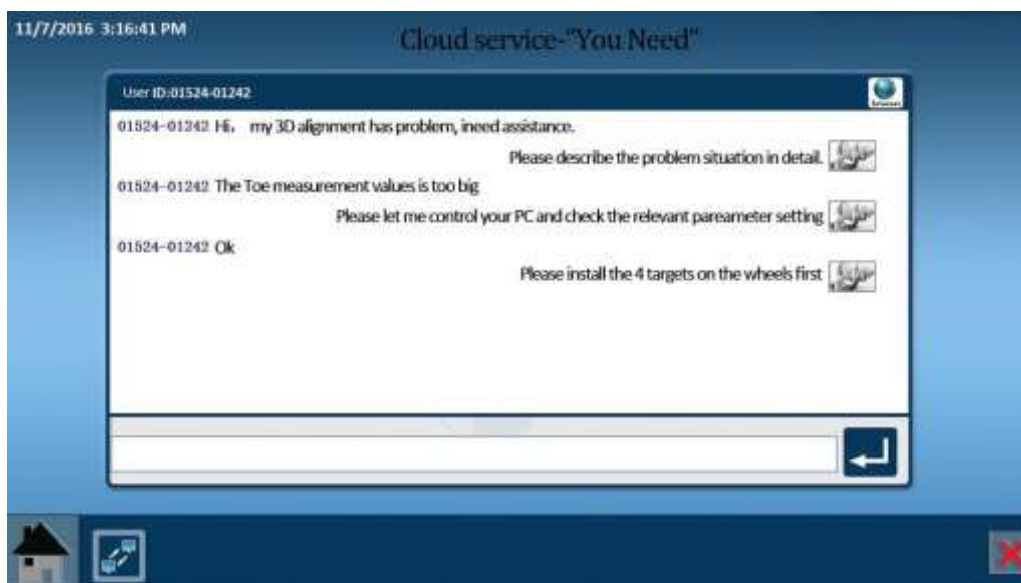 11/7/2016 3:16:41 PM
Cloud service-"You Need"
User ID:01524-01242
01524-01242 Hi, my 3D alignment has problem, ineed assistance.
Please describe the problem situation in detail.
01524-01242 The Toe measurement values is too big
Please let me control your PC and check the relevant pareameter setting
01524-01242 Ok
Please install the 4 targets on the wheels first